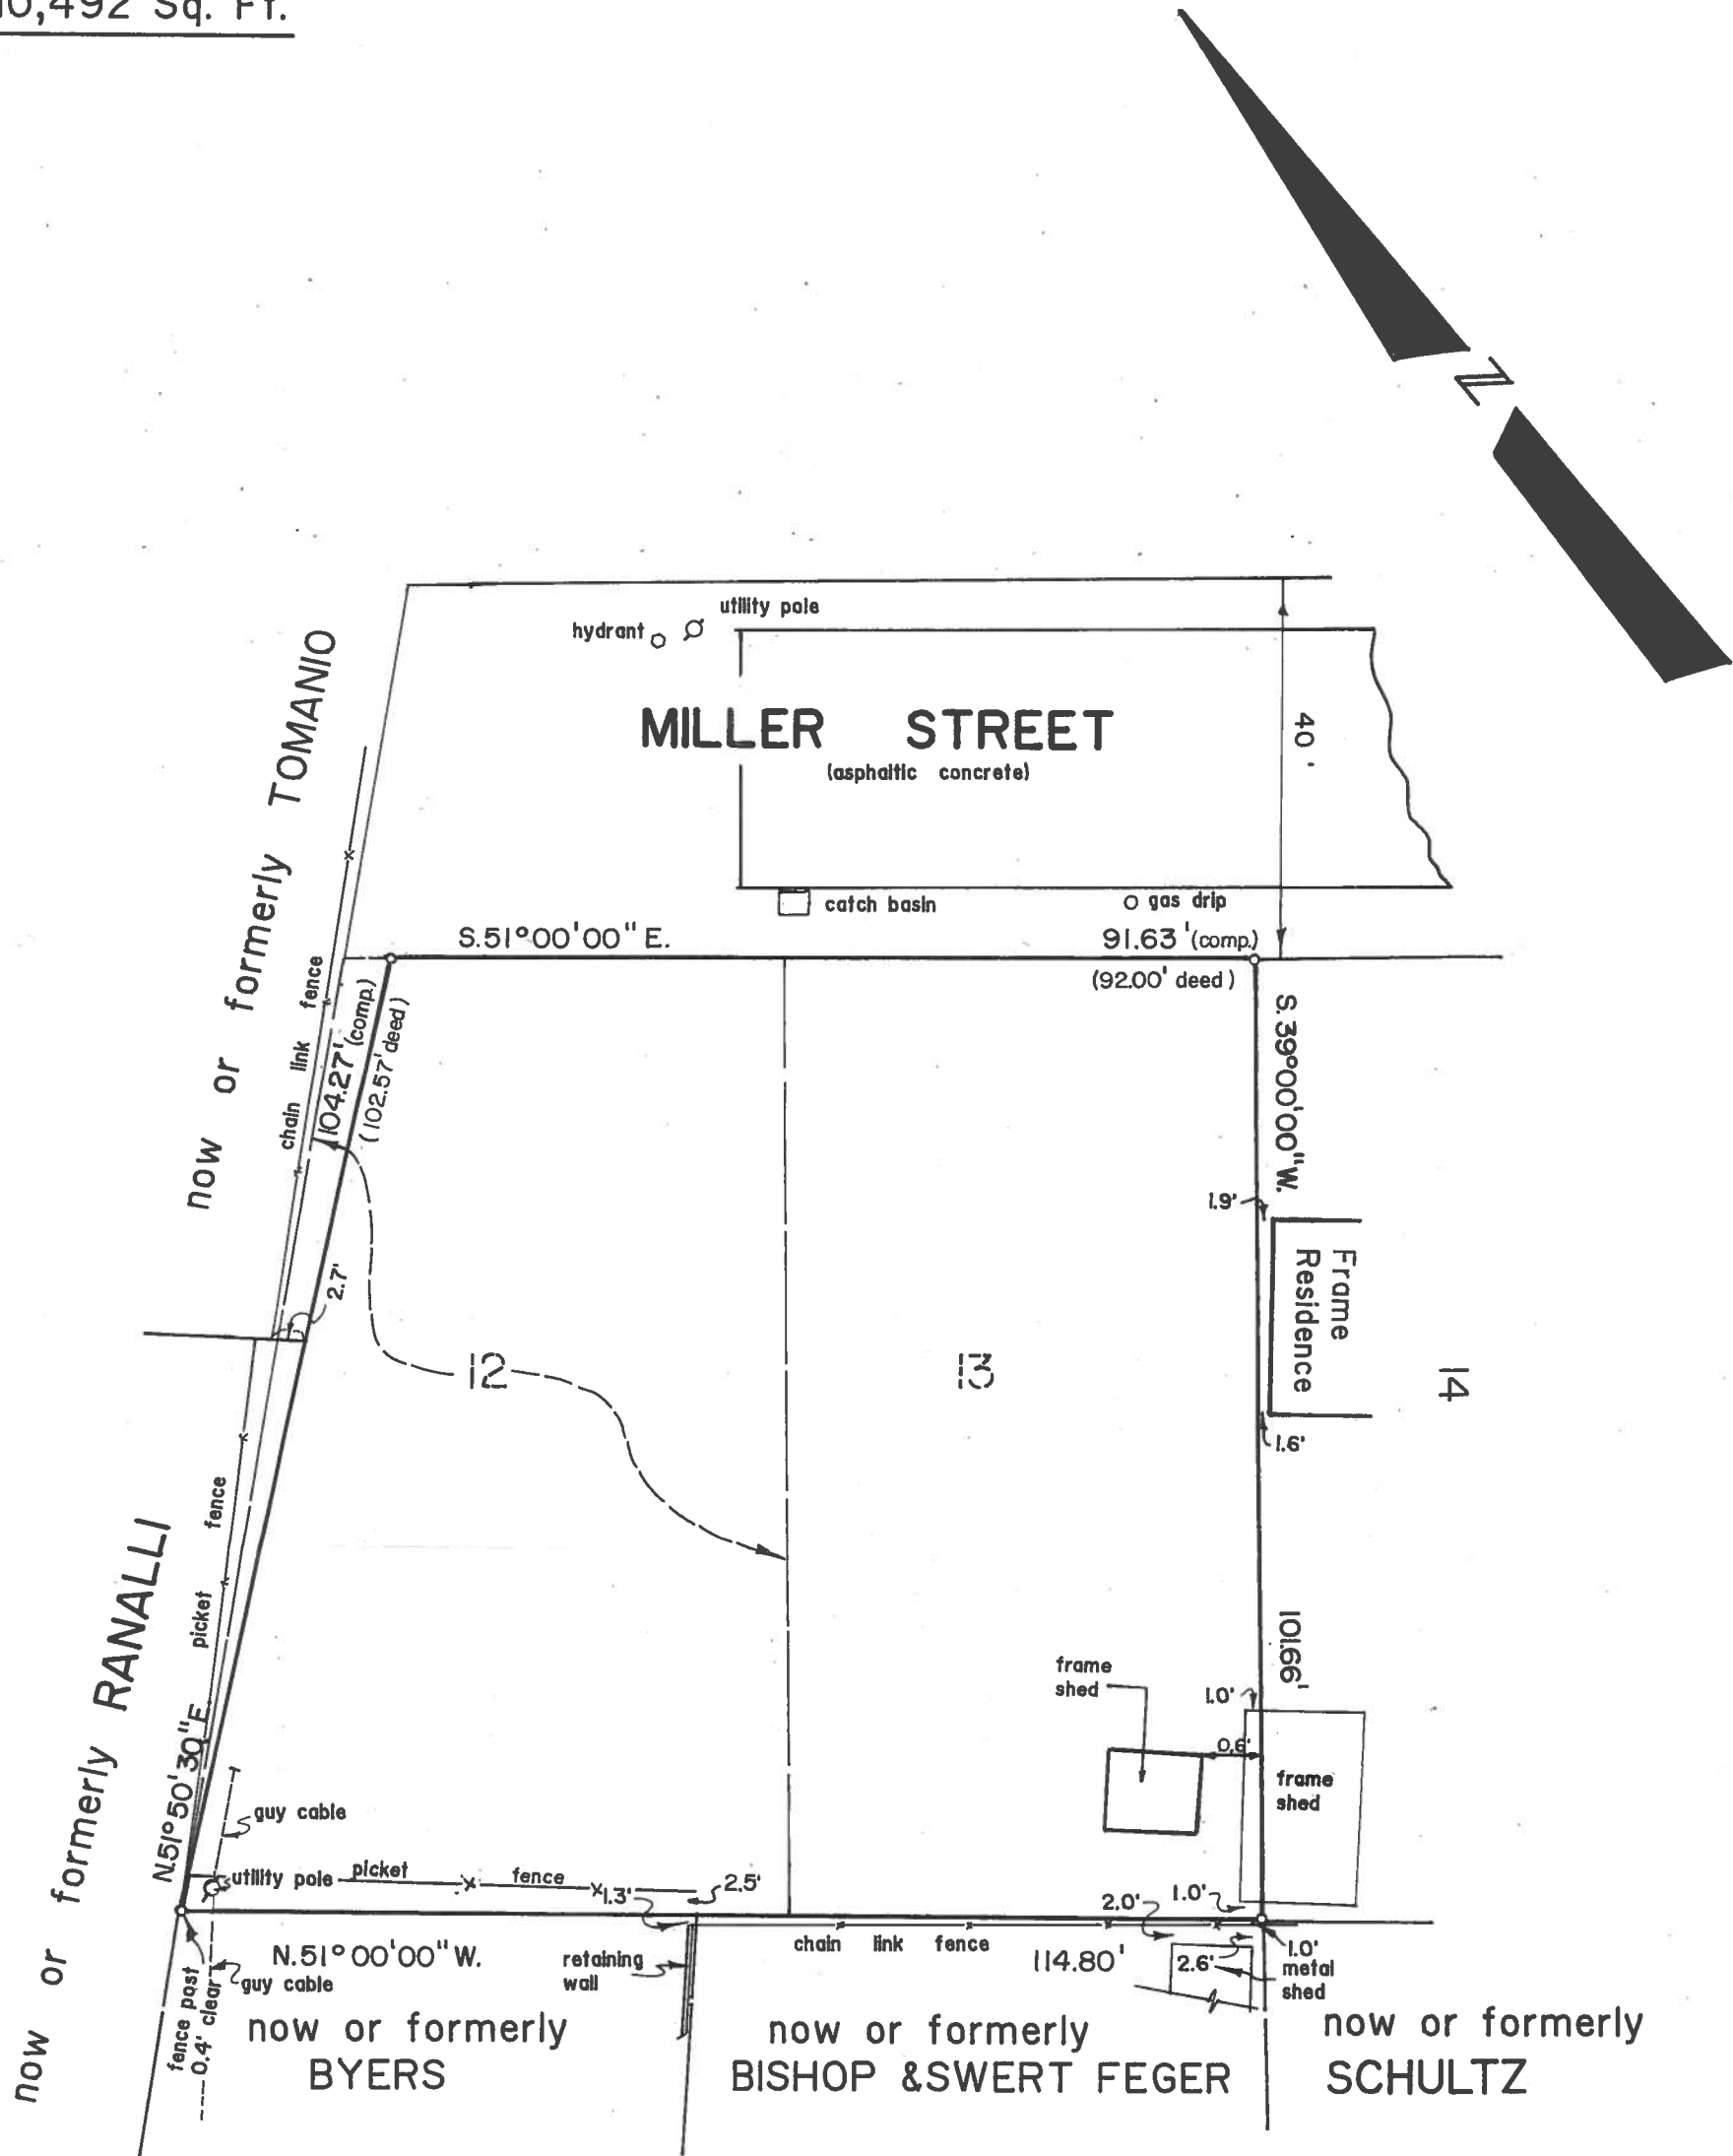 10,492 Sq. Ft.
N
utility pole
hydrant
MILLER STREET
(asphaltic concrete)
40'
catch basin
gas drip
S.51°00'00"E.
91.63'(comp.)
(92.00' deed)
now or formerly TOMANIO
chain link fence
104.27'(comp.)
(102.57' deed)
S.39°00'00"W.
1.9'
Frame
Residence
1.6'
2.7'
12
13
14
now or formerly RANALLI
picket fence
N.51°50'30"E.
101.66'
frame
shed
1.0'
0.6'
frame
shed
guy cable
utility pole
picket fence
1.3'
2.5'
2.0'
1.0'
N.51°00'00"W.
retaining
wall
chain link fence
114.80'
2.6'
1.0'
metal
shed
guy cable
fence post
0.4' clear
now or formerly
BYERS
now or formerly
BISHOP & SWERT FEGER
now or formerly
SCHULTZ